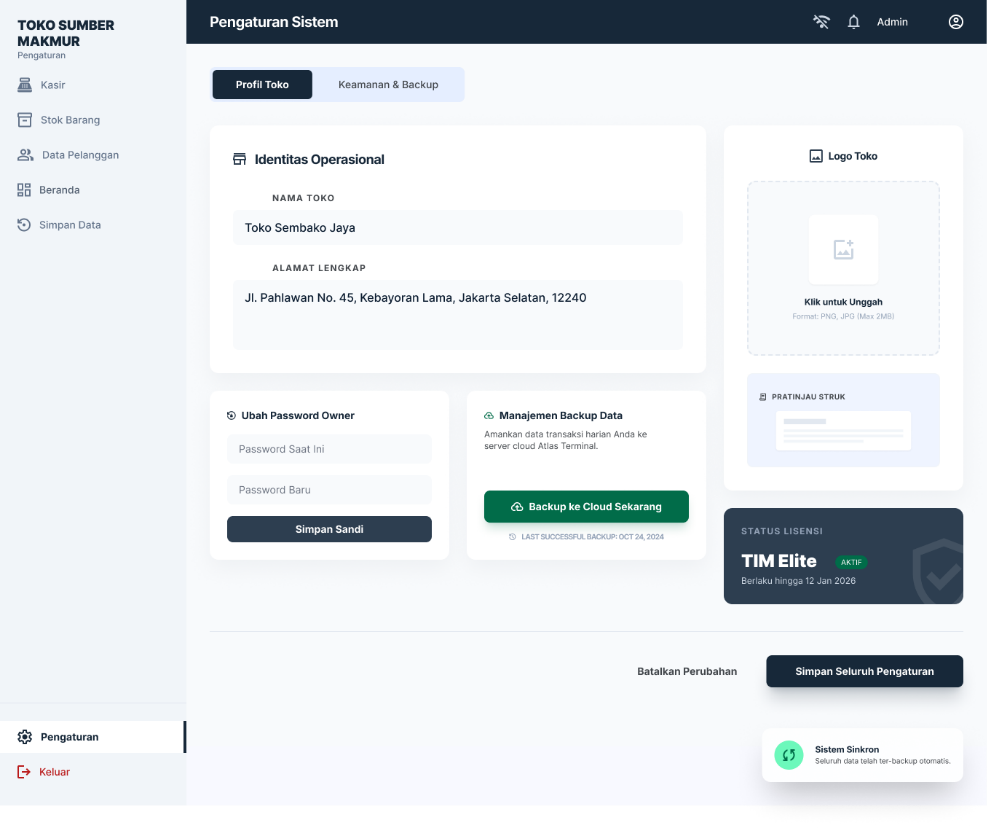 TOKO SUMBER
MAKMUR
Pengaturan
Kasir
Stok Barang
Data Pelanggan
Beranda
Simpan Data
Pengaturan
Keluar
Pengaturan Sistem
Admin
Profil Toko
Keamanan & Backup
Identitas Operasional
NAMA TOKO
Toko Sembako Jaya
ALAMAT LENGKAP
Jl. Pahlawan No. 45, Kebayoran Lama, Jakarta Selatan, 12240
Logo Toko
Klik untuk Unggah
Format: PNG, JPG (Max 2MB)
PRATINJAU STRUK
Ubah Password Owner
Password Saat Ini
Password Baru
Simpan Sandi
Manajemen Backup Data
Amankan data transaksi harian Anda ke
server cloud Atlas Terminal.
Backup ke Cloud Sekarang
LAST SUCCESSFUL BACKUP: OCT 24, 2024
STATUS LISENSI
TIM Elite
AKTIF
Berlaku hingga 12 Jan 2026
Batalkan Perubahan
Simpan Seluruh Pengaturan
Sistem Sinkron
Seluruh data telah ter-backup otomatis.